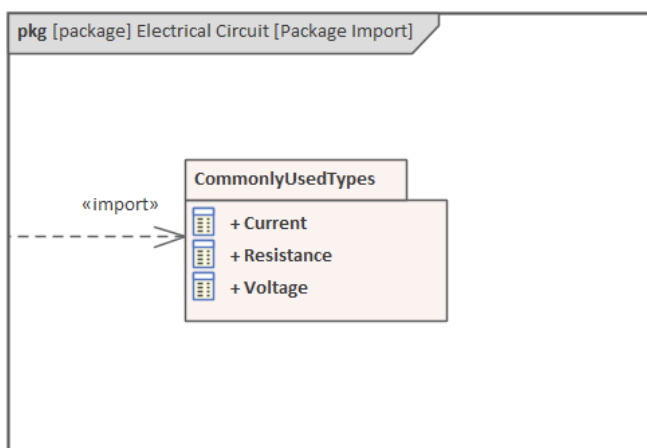 pkg [package] Electrical Circuit [Package Import]
CommonlyUsedTypes
«import»
+ Current
+ Resistance
+ Voltage